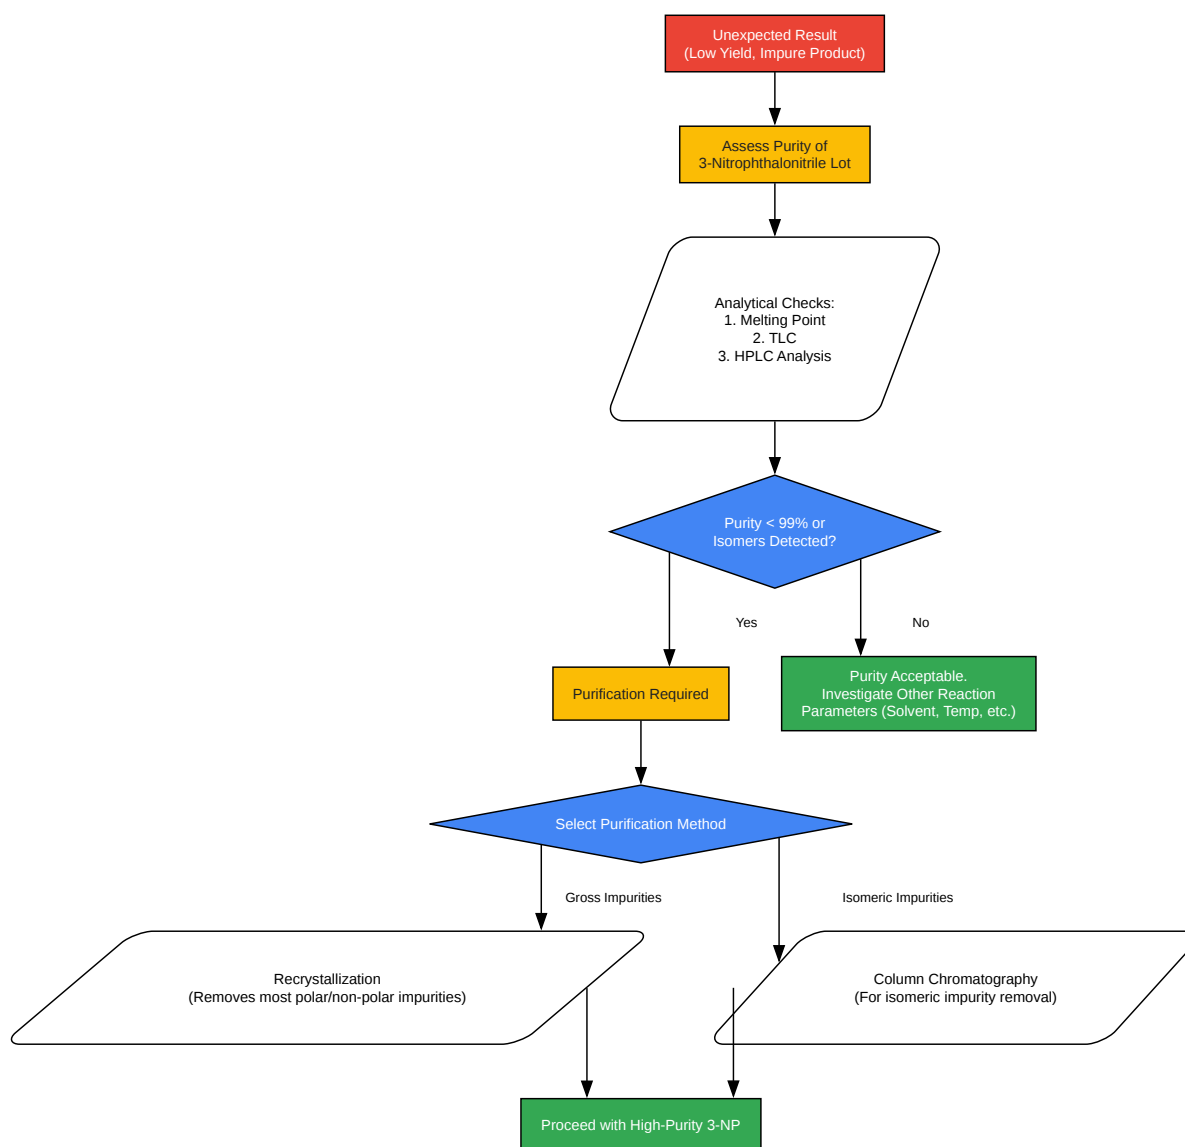 Unexpected Result
(Low Yield, Impure Product)
Assess Purity of
3-Nitrophthalonitrile Lot
Analytical Checks:
1. Melting Point
2. TLC
3. HPLC Analysis
Purity < 99% or
Isomers Detected?
Yes
No
Purification Required
Purity Acceptable.
Investigate Other Reaction
Parameters (Solvent, Temp, etc.)
Select Purification Method
Gross Impurities
Isomeric Impurities
Recrystallization
(Removes most polar/non-polar impurities)
Column Chromatography
(For isomeric impurity removal)
Proceed with High-Purity 3-NP